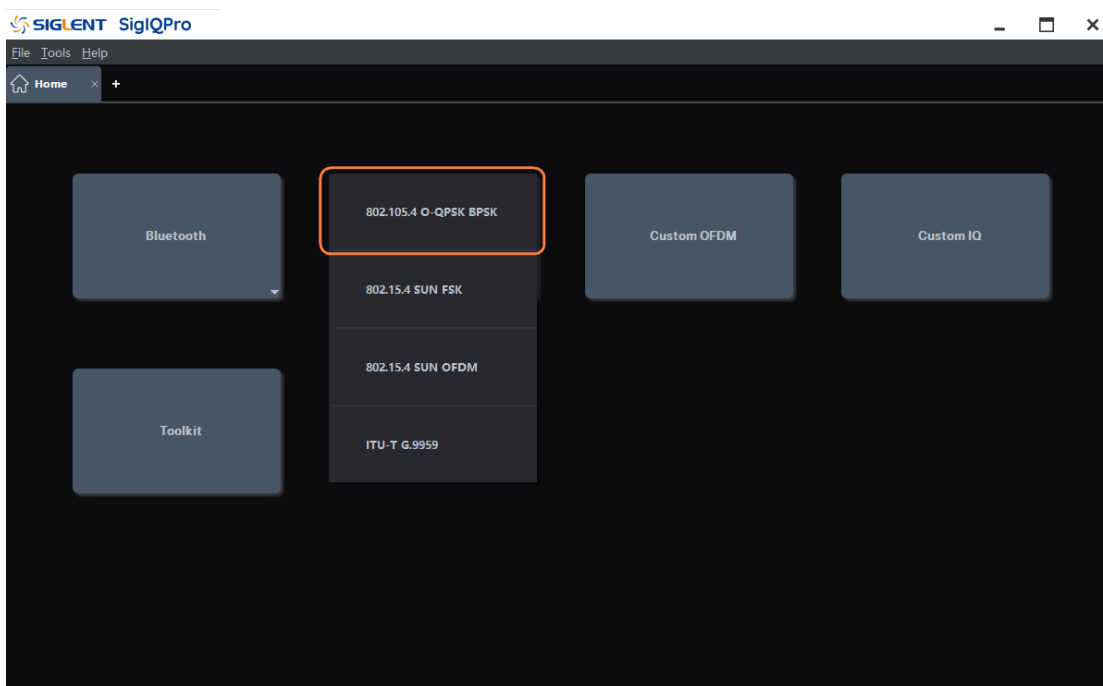 SIGLENT SigIQPro
File Tools Help
Home × +
Bluetooth
802.105.4 O-QPSK BPSK
802.15.4 SUN FSK
802.15.4 SUN OFDM
ITU-T G.9959
Custom OFDM
Custom IQ
Toolkit